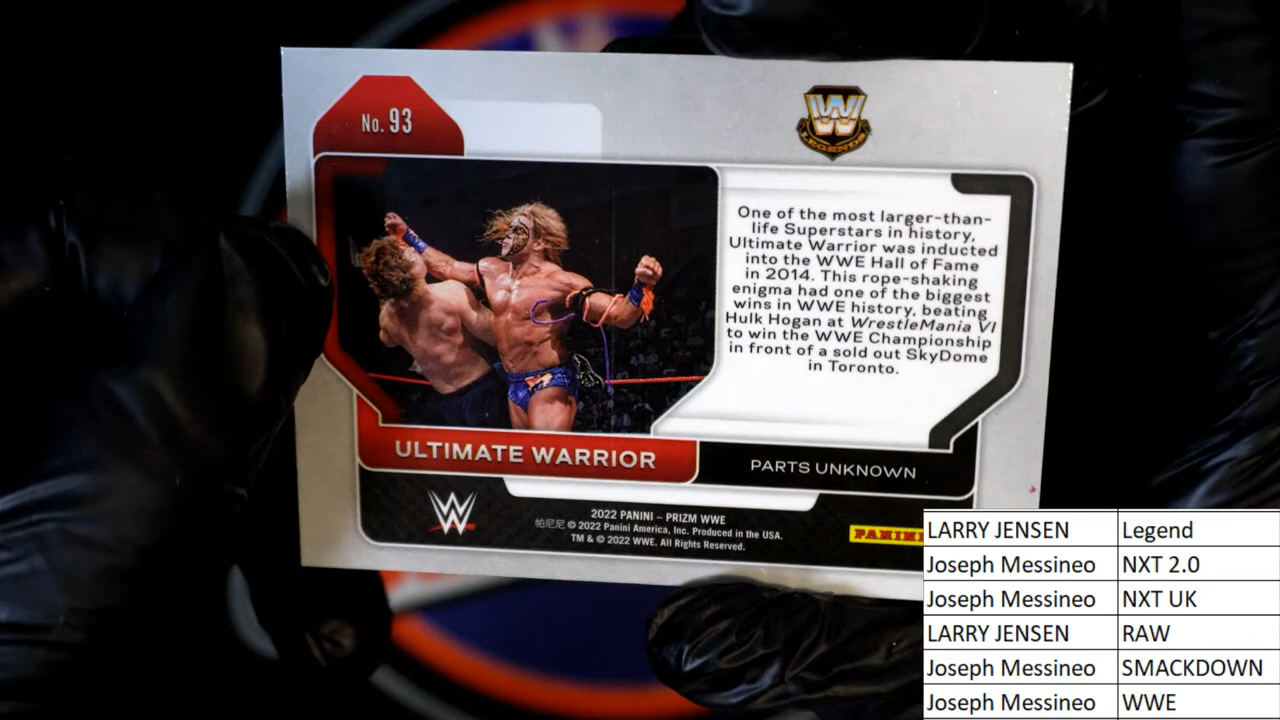 No. 93
W
LEGENDS
One of the most larger-than-
life Superstars in history,
Ultimate Warrior was inducted
into the WWE Hall of Fame
in 2014. This rope-shaking
enigma had one of the biggest
wins in WWE history, beating
Hulk Hogan at WrestleMania VI
to win the WWE Championship
in front of a sold out SkyDome
in Toronto.
ULTIMATE WARRIOR
PARTS UNKNOWN
W
2022 PANINI – PRIZM WWE
帕尼尼 © 2022 Panini America, Inc. Produced in the USA.
TM & © 2022 WWE. All Rights Reserved.
PANINI
LARRY JENSEN Legend
Joseph Messineo NXT 2.0
Joseph Messineo NXT UK
LARRY JENSEN RAW
Joseph Messineo SMACKDOWN
Joseph Messineo WWE